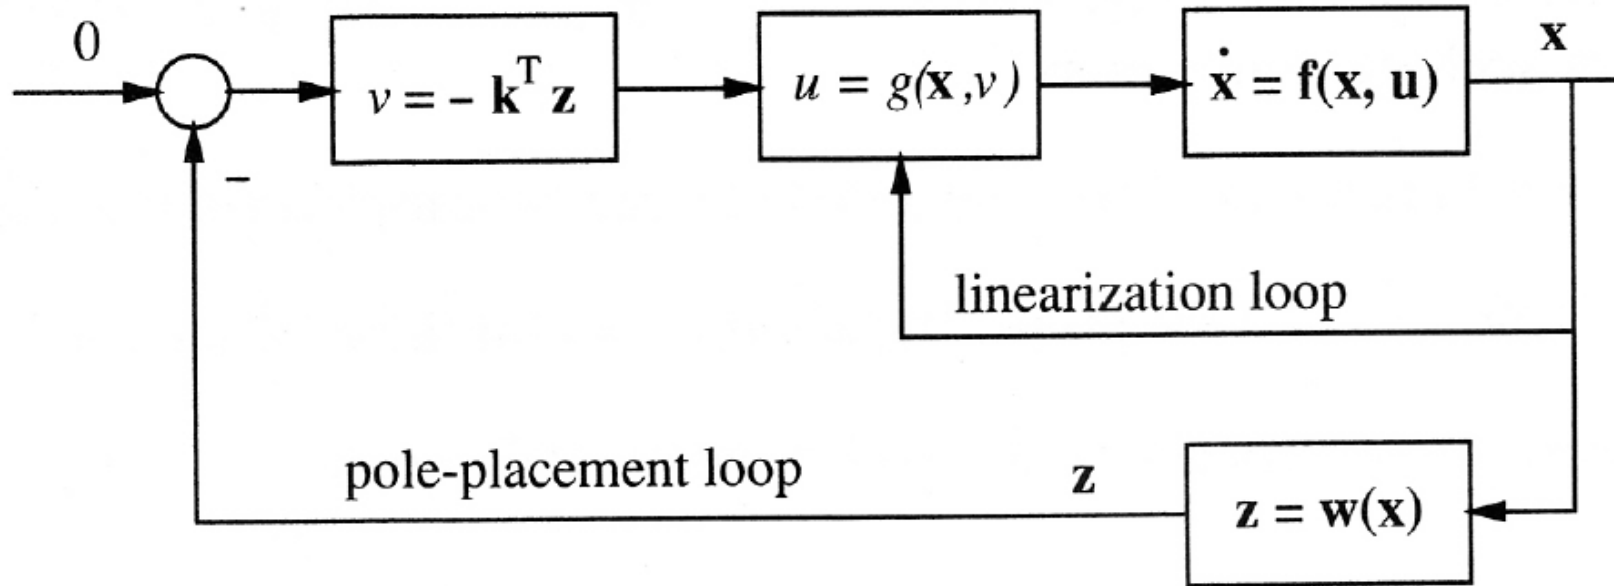 0
v = – k^T z
u = g(x,v)
ẋ = f(x, u)
x
–
linearization loop
pole-placement loop
z
z = w(x)